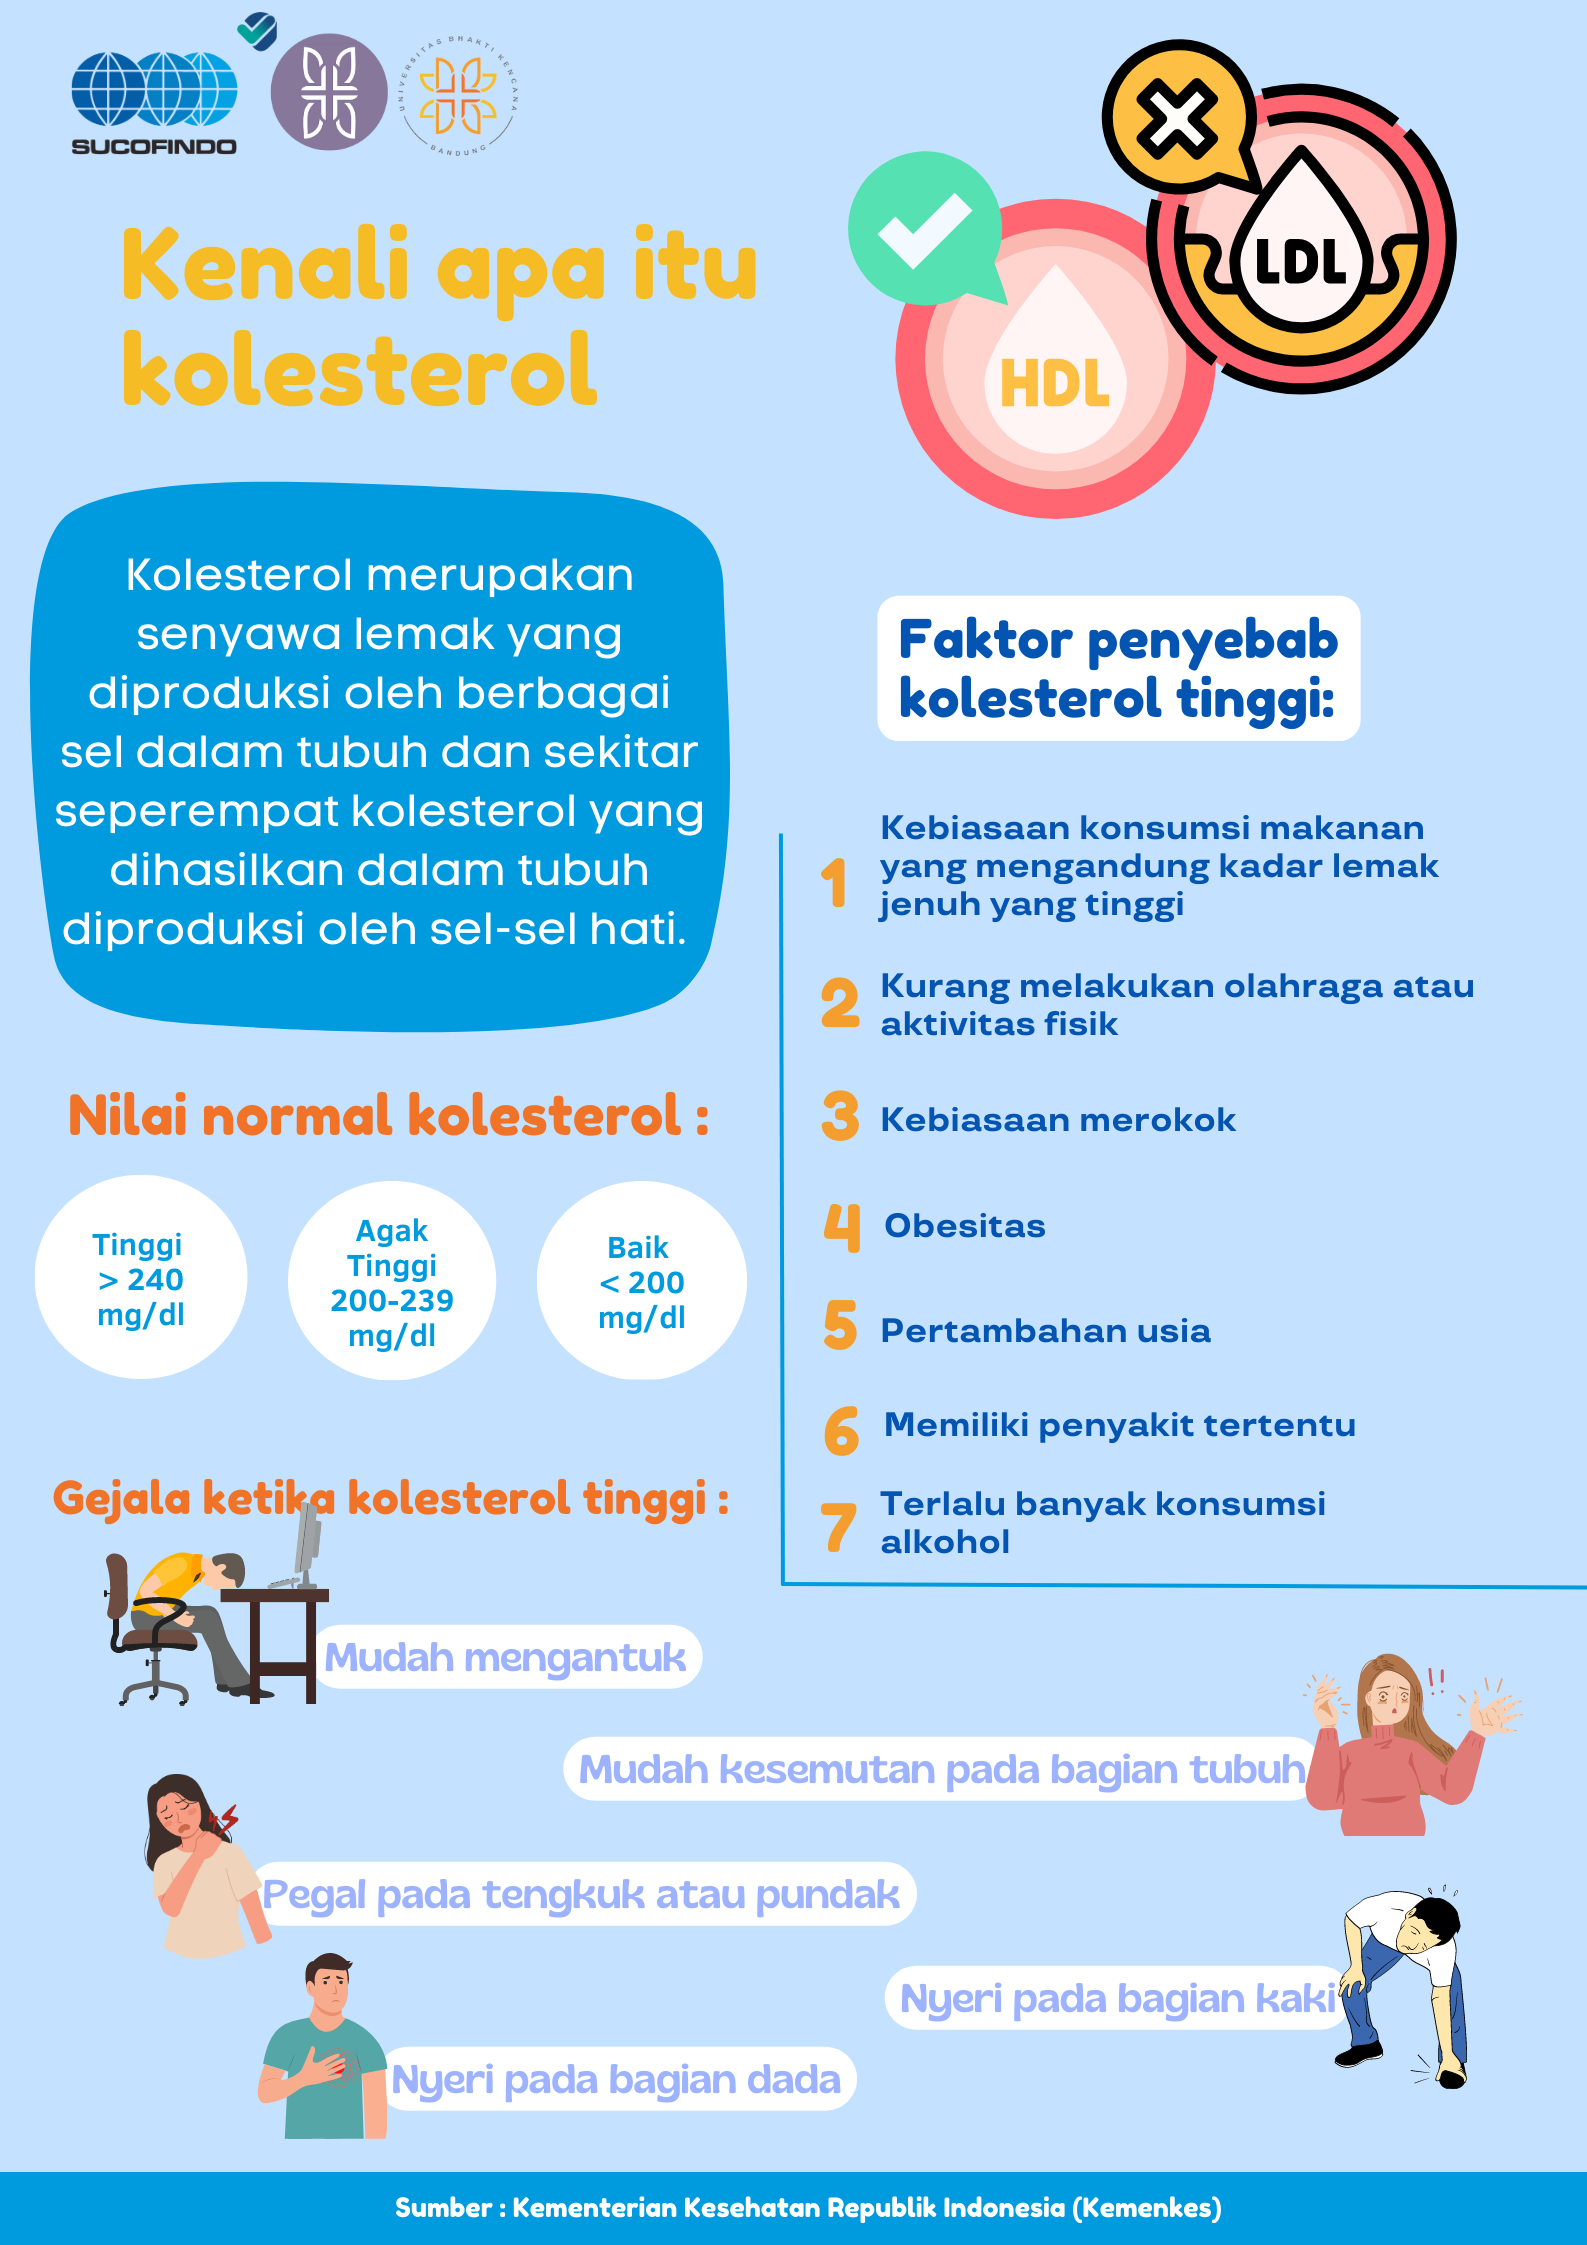 SUCOFINDO
UNIVERSITAS BHAKTI KENCANA
BANDUNG
Kenali apa itu
kolesterol
HDL
LDL
Kolesterol merupakan
senyawa lemak yang
diproduksi oleh berbagai
sel dalam tubuh dan sekitar
seperempat kolesterol yang
dihasilkan dalam tubuh
diproduksi oleh sel-sel hati.
Nilai normal kolesterol :
Tinggi
> 240
mg/dl
Agak
Tinggi
200-239
mg/dl
Baik
< 200
mg/dl
Faktor penyebab
kolesterol tinggi:
1 Kebiasaan konsumsi makanan
yang mengandung kadar lemak
jenuh yang tinggi
2 Kurang melakukan olahraga atau
aktivitas fisik
3 Kebiasaan merokok
4 Obesitas
5 Pertambahan usia
6 Memiliki penyakit tertentu
7 Terlalu banyak konsumsi
alkohol
Gejala ketika kolesterol tinggi :
Mudah mengantuk
Mudah kesemutan pada bagian tubuh
!!
Pegal pada tengkuk atau pundak
Nyeri pada bagian kaki
Nyeri pada bagian dada
Sumber : Kementerian Kesehatan Republik Indonesia (Kemenkes)